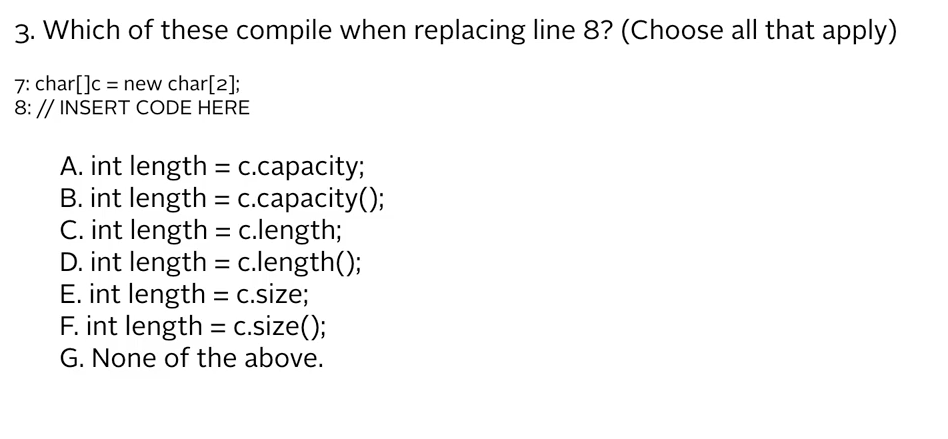 3. Which of these compile when replacing line 8? (Choose all that apply)
7: char[]c = new char[2];
8: // INSERT CODE HERE
A. int length = c.capacity;
B. int length = c.capacity();
C. int length = c.length;
D. int length = c.length();
E. int length = c.size;
F. int length = c.size();
G. None of the above.